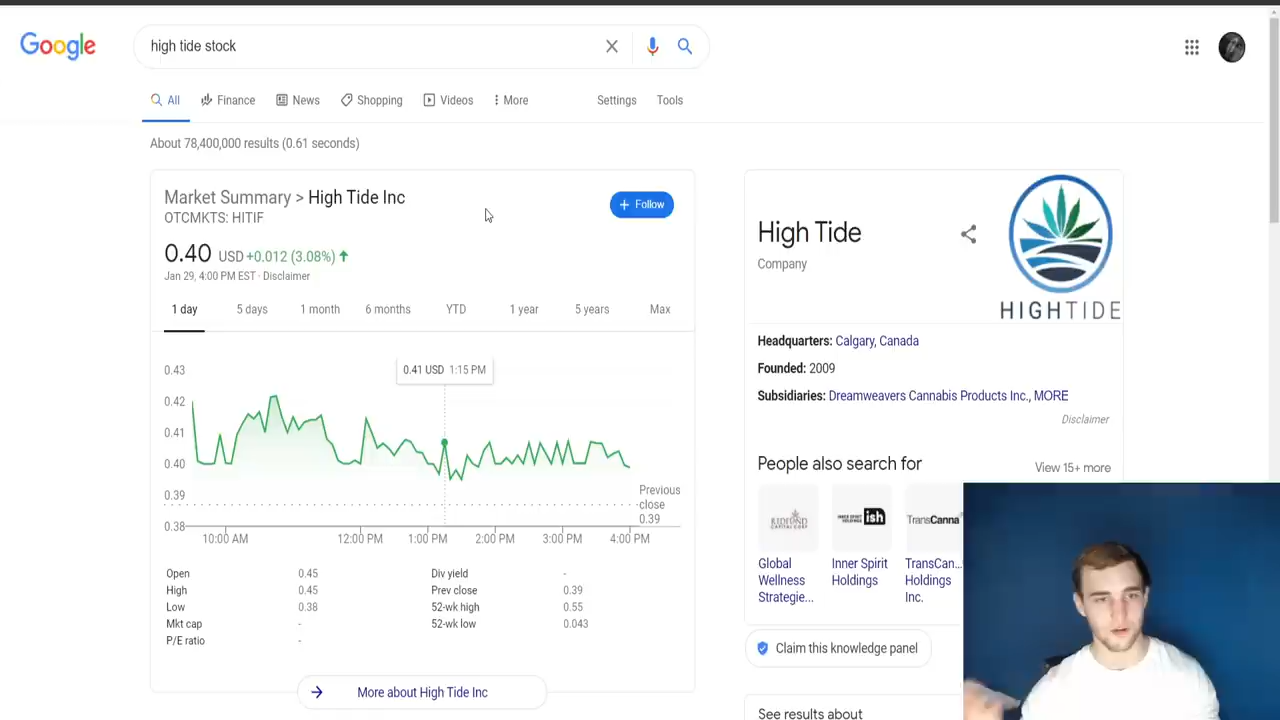 Google
high tide stock
All Finance News Shopping Videos More Settings Tools
About 78,400,000 results (0.61 seconds)
Market Summary > High Tide Inc
OTCMKTS: HITIF
+ Follow
0.40 USD +0.012 (3.08%)
Jan 29, 4:00 PM EST · Disclaimer
1 day 5 days 1 month 6 months YTD 1 year 5 years Max
0.41 USD 1:15 PM
0.43
0.42
0.41
0.40
0.39
0.38
Previous
close
0.39
10:00 AM 12:00 PM 1:00 PM 2:00 PM 3:00 PM 4:00 PM
Open 0.45 Div yield -
High 0.45 Prev close 0.39
Low 0.38 52-wk high 0.55
Mkt cap - 52-wk low 0.043
P/E ratio -
More about High Tide Inc
High Tide
Company
HIGHTIDE
Headquarters: Calgary, Canada
Founded: 2009
Subsidiaries: Dreamweavers Cannabis Products Inc., MORE
Disclaimer
People also search for
View 15+ more
ish
TransCanna
Global
Wellness
Strategie...
Inner Spirit
Holdings
TransCan...
Holdings
Inc.
Claim this knowledge panel
See results about